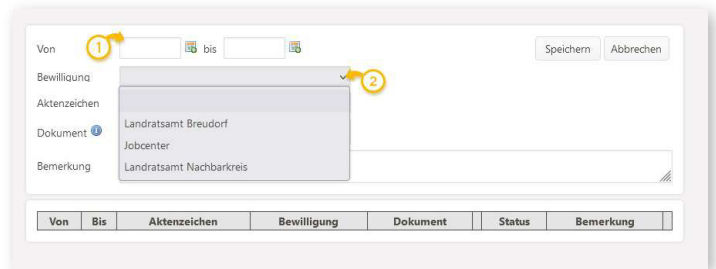 Von 1 bis Speichern Abbrechen
Bewilligung 2
Aktenzeichen
Landratsamt Breudorf
Dokument i
Jobcenter
Bemerkung Landratsamt Nachbarkreis
Von Bis Aktenzeichen Bewilligung Dokument Status Bemerkung